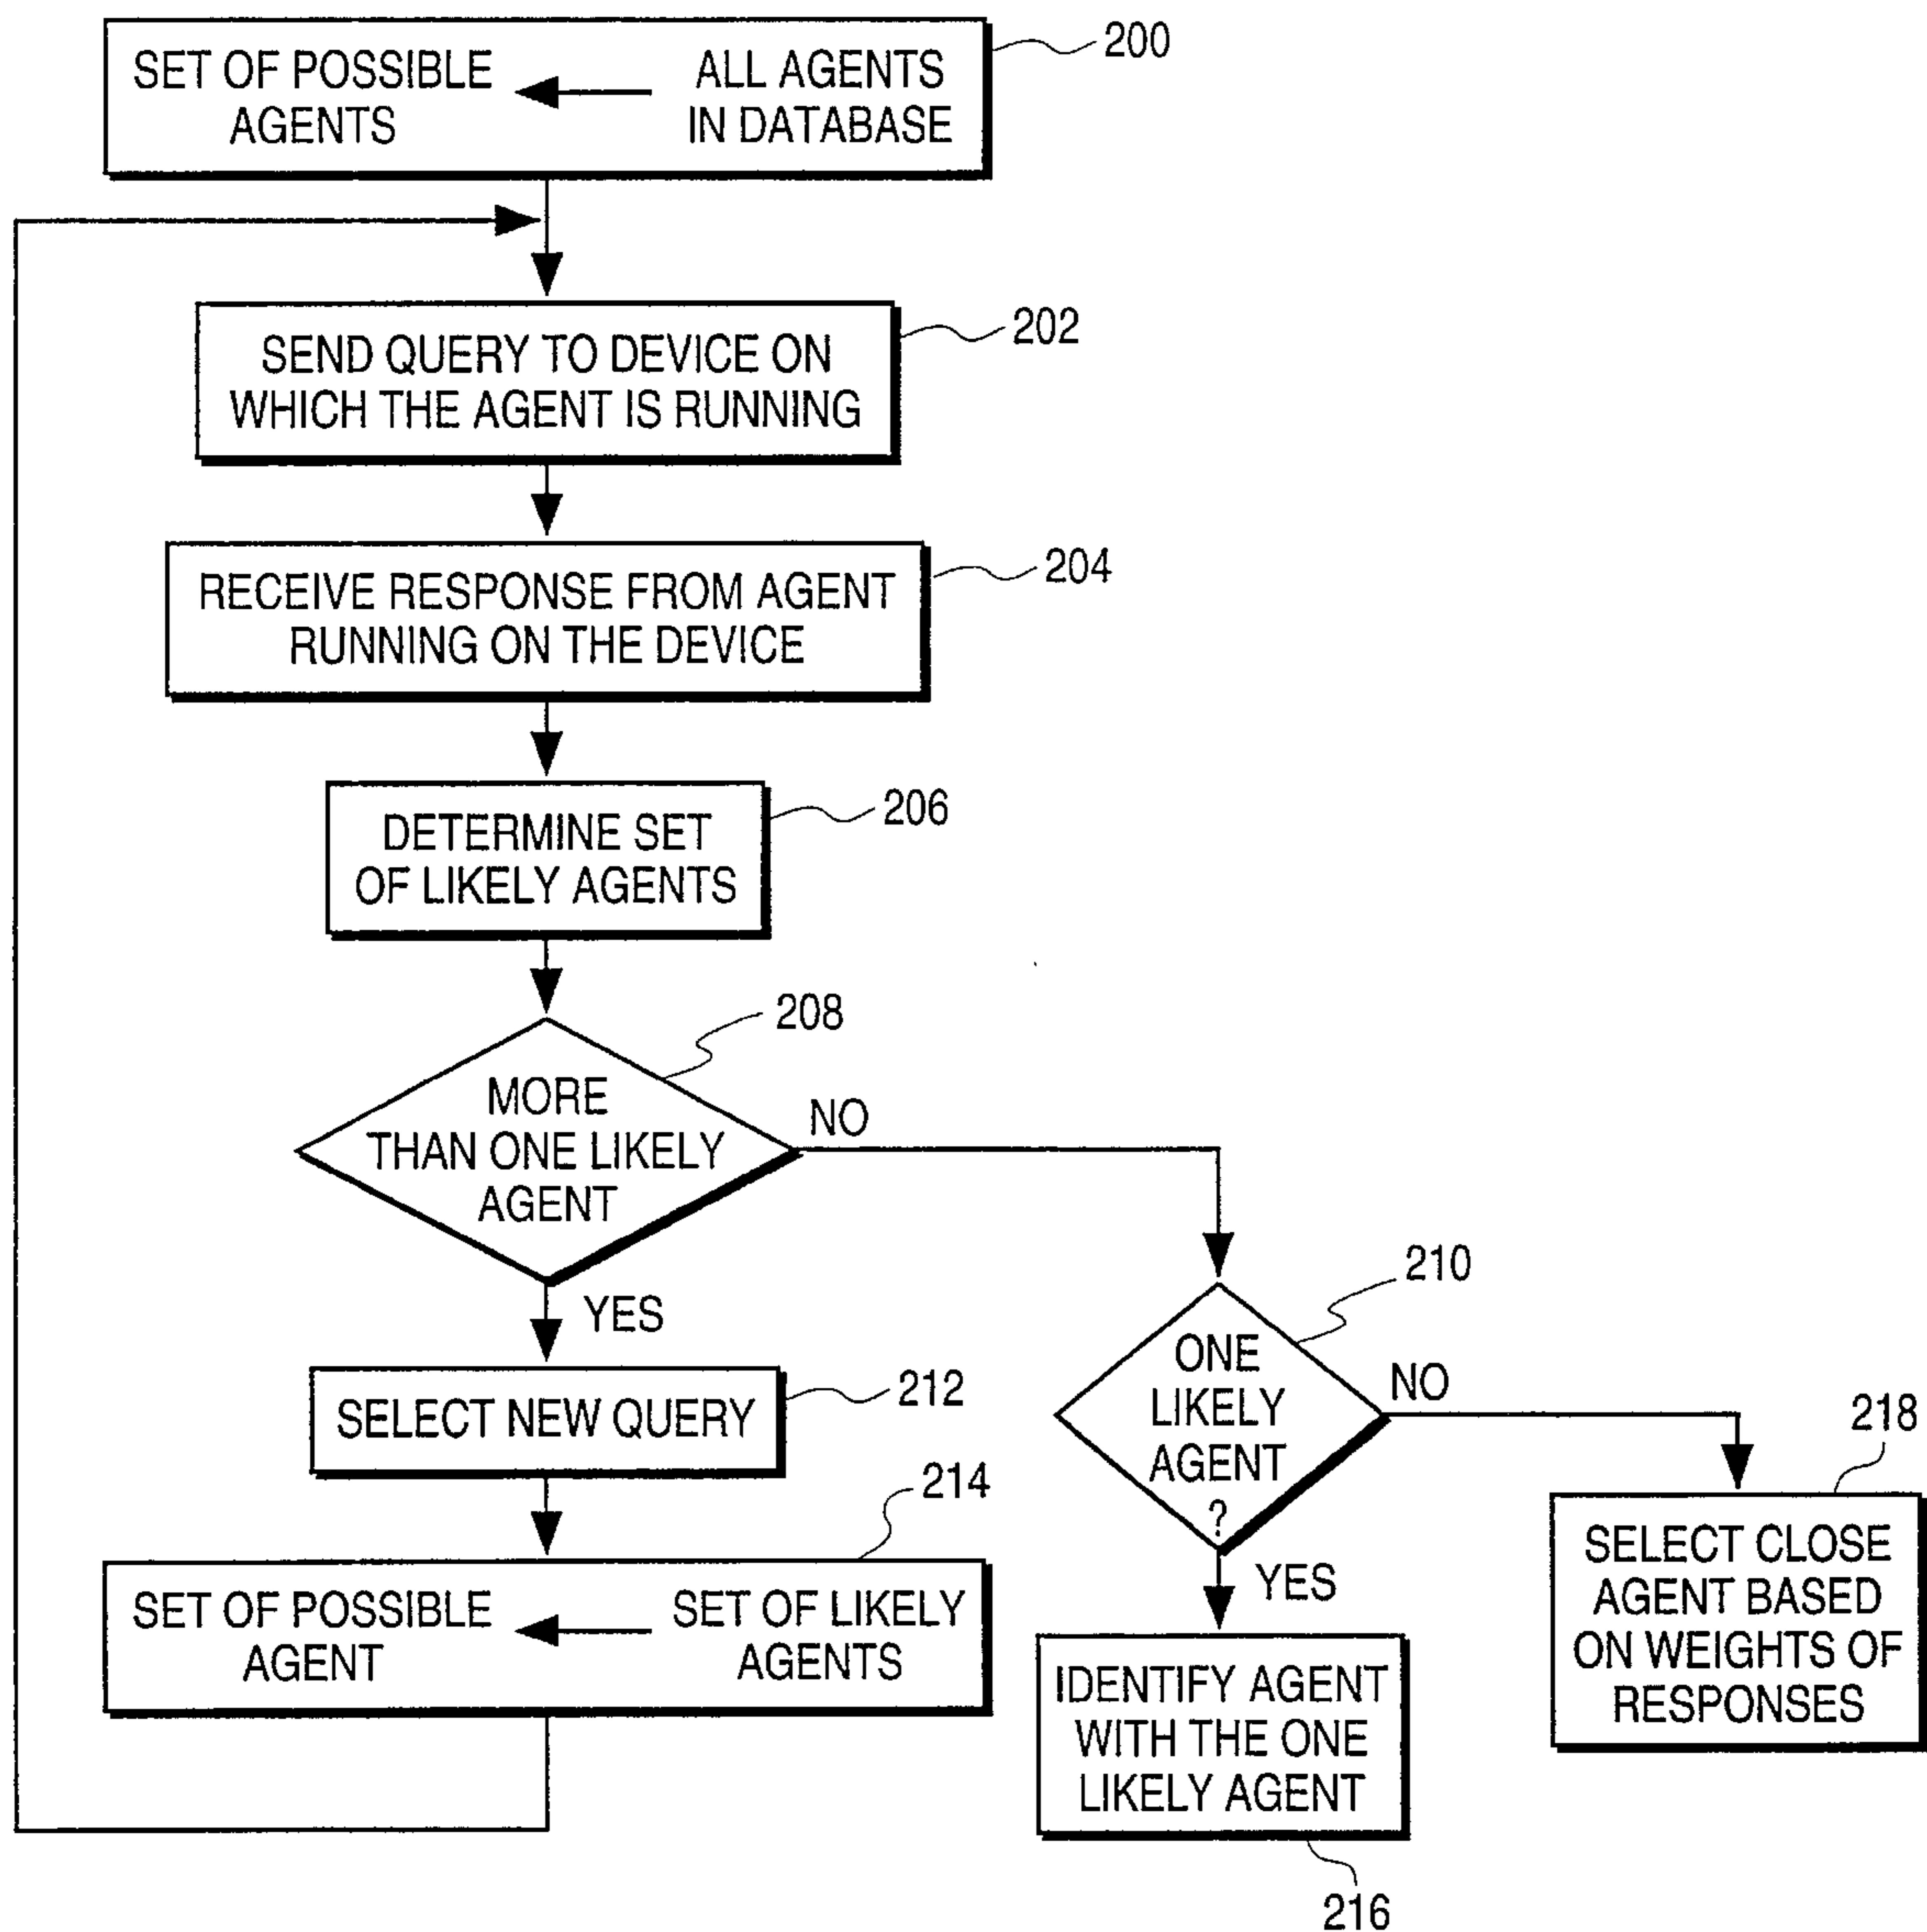 SET OF POSSIBLE
AGENTS
ALL AGENTS
IN DATABASE
200
SEND QUERY TO DEVICE ON
WHICH THE AGENT IS RUNNING
202
RECEIVE RESPONSE FROM AGENT
RUNNING ON THE DEVICE
204
DETERMINE SET
OF LIKELY AGENTS
206
MORE
THAN ONE LIKELY
AGENT
208
NO
YES
ONE
LIKELY
AGENT
?
210
NO
YES
SELECT NEW QUERY
212
SET OF POSSIBLE
AGENT
SET OF LIKELY
AGENTS
214
IDENTIFY AGENT
WITH THE ONE
LIKELY AGENT
216
SELECT CLOSE
AGENT BASED
ON WEIGHTS OF
RESPONSES
218